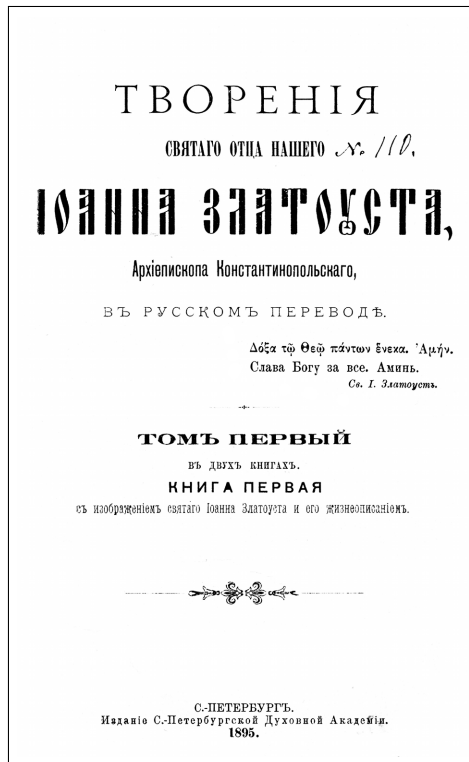 ТВОРЕНІЯ
СВЯТАГО ОТЦА НАШЕГО № 110.
ІОАННА ЗЛАТОꙊСТА,
Архіепископа Константинопольскаго,
ВЪ РУССКОМЪ ПЕРЕВОДѢ.
Δόξα τῷ Θεῷ πάντων ἕνεκα. Ἀμήν.
Слава Богу за все. Аминь.
Св. І. Златоустъ.
ТОМЪ ПЕРВЫЙ
ВЪ ДВУХЪ КНИГАХЪ.
КНИГА ПЕРВАЯ
съ изображеніемъ святаго Іоанна Златоуста и его жизнеописаніемъ.
С.-ПЕТЕРБУРГЪ.
Изданіе С.-Петербургской Духовной Академіи.
1895.